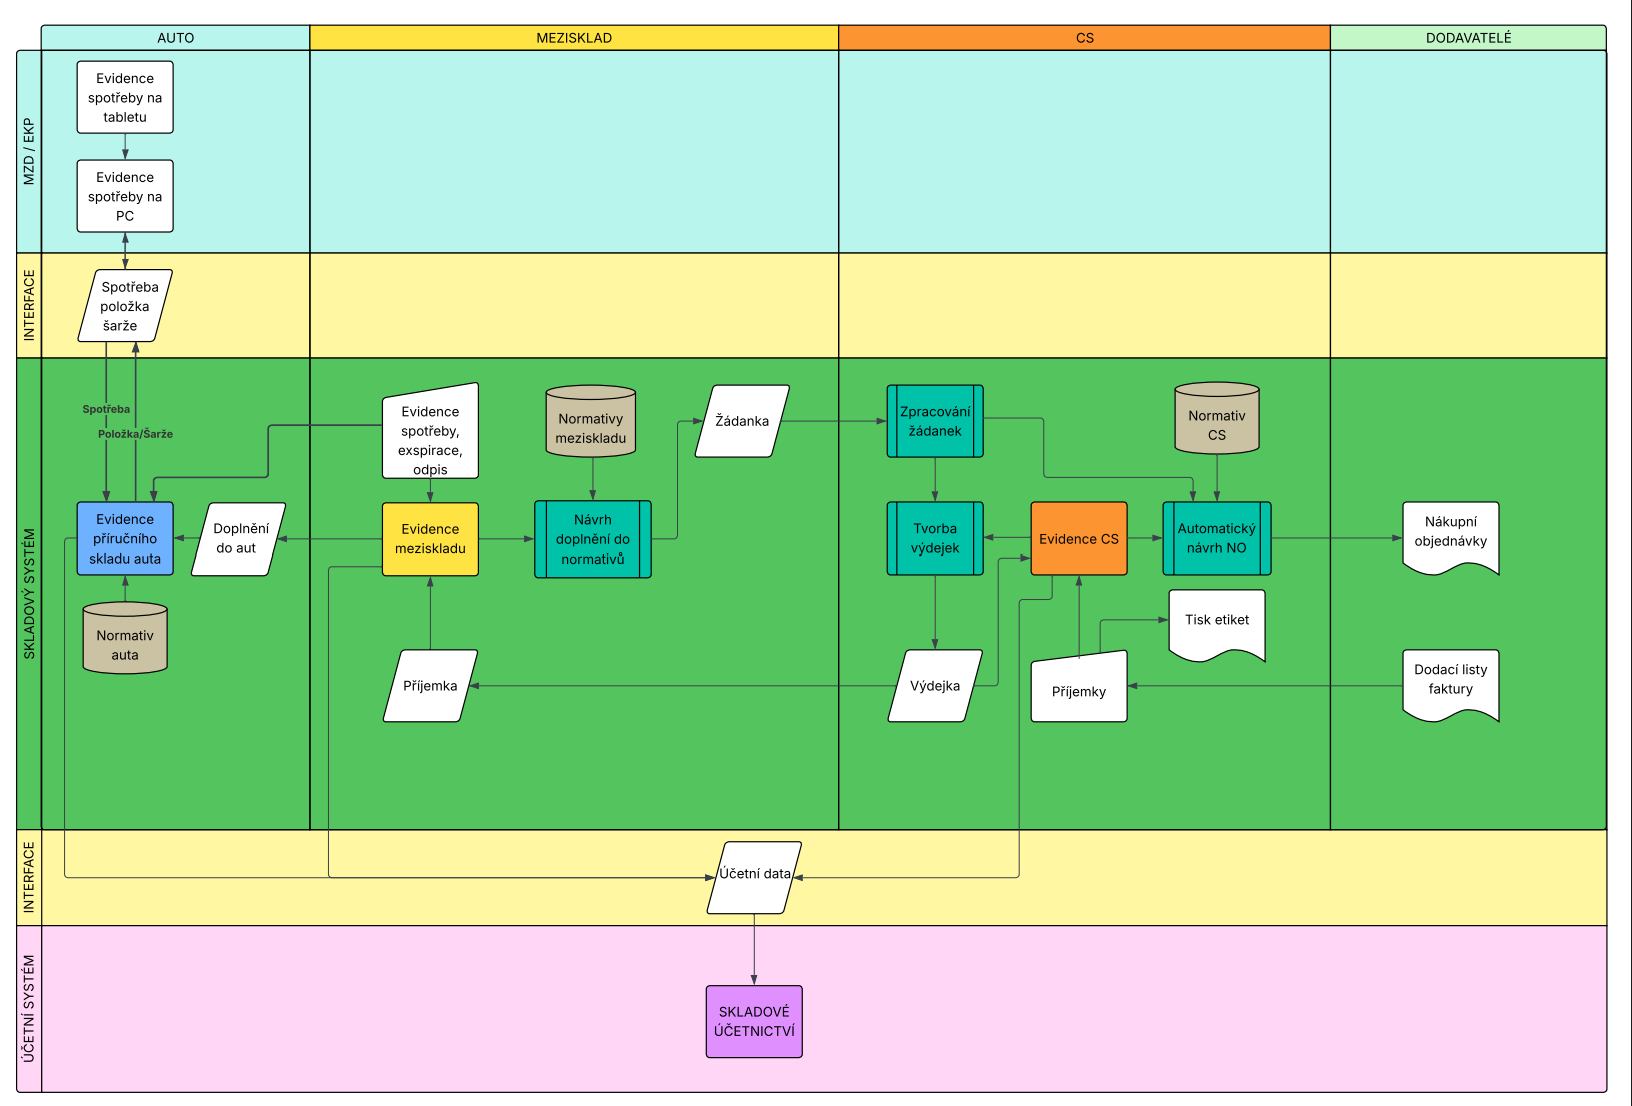 AUTO
MEZISKLAD
CS
DODAVATELÉ
MZD / EKP
Evidence
spotřeby na
tabletu
Evidence
spotřeby na
PC
INTERFACE
Spotřeba
položka
šarže
SKLADOVÝ SYSTÉM
Spotřeba
Položka/Šarže
Evidence
příručního
skladu auta
Doplnění
do aut
Normativ
auta
Evidence
spotřeby,
exspirace,
odpis
Evidence
meziskladu
Normativy
meziskladu
Návrh
doplnění do
normativů
Žádanka
Příjemka
Zpracování
žádanek
Tvorba
výdejek
Výdejka
Evidence CS
Normativ
CS
Automatický
návrh NO
Tisk etiket
Příjemky
Nákupní
objednávky
Dodací listy
faktury
INTERFACE
Účetní data
ÚČETNÍ SYSTÉM
SKLADOVÉ
ÚČETNICTVÍ